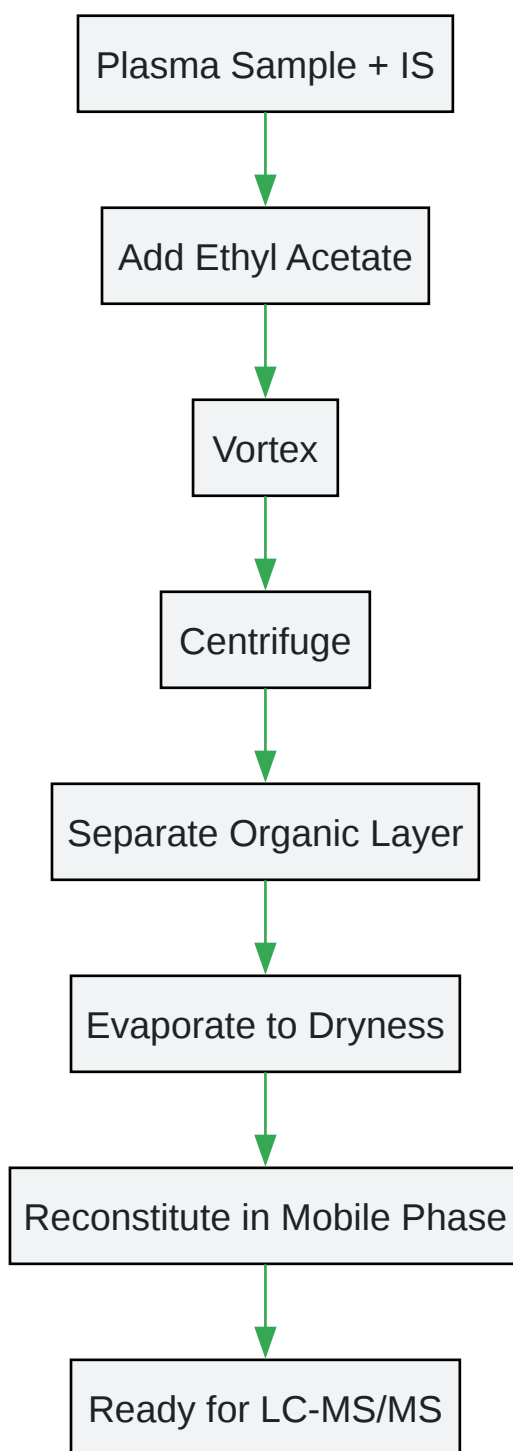 Plasma Sample + IS
Add Ethyl Acetate
Vortex
Centrifuge
Separate Organic Layer
Evaporate to Dryness
Reconstitute in Mobile Phase
Ready for LC-MS/MS